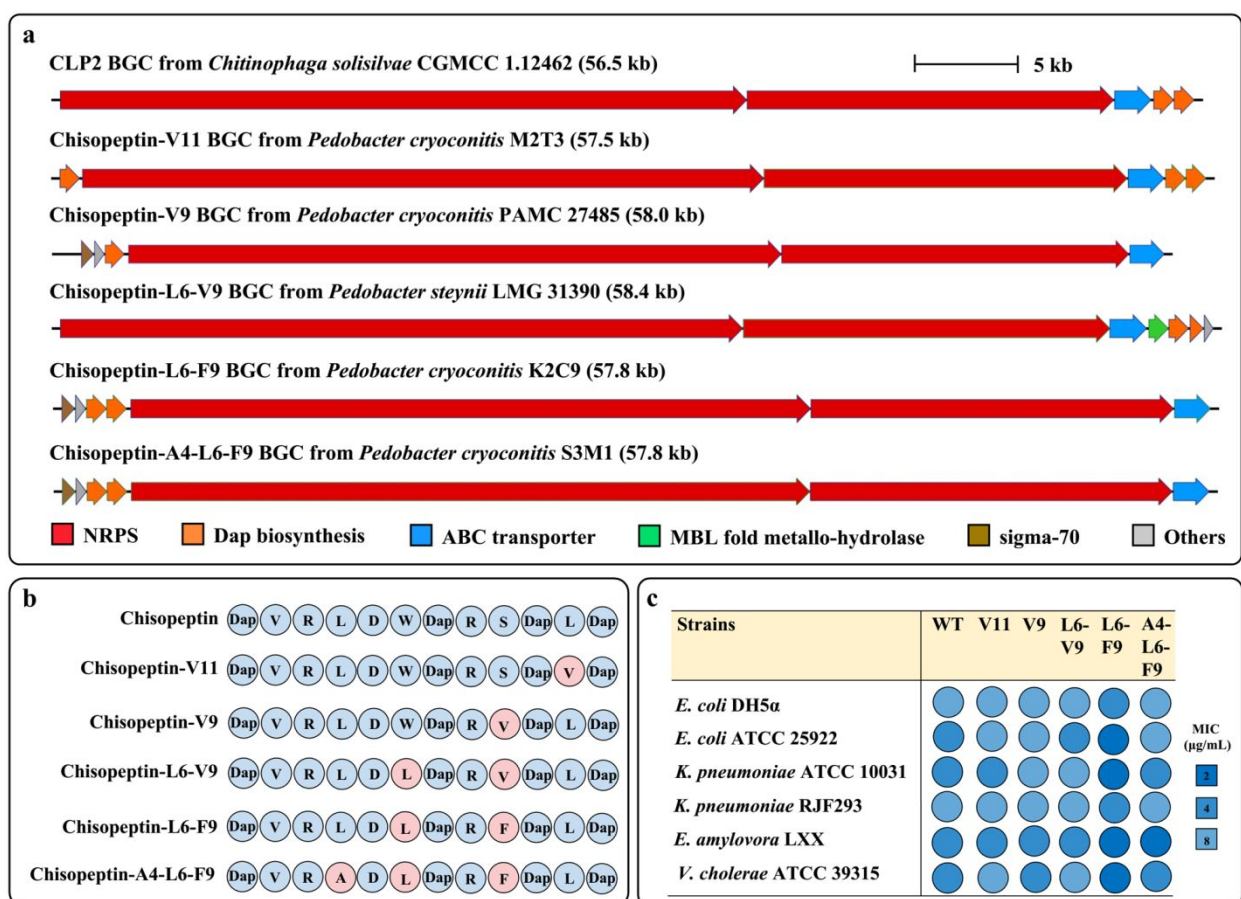 a
CLP2 BGC from Chitinophaga solisilvae CGMCC 1.12462 (56.5 kb)
5 kb
Chisopeptin-V11 BGC from Pedobacter cryoconitis M2T3 (57.5 kb)
Chisopeptin-V9 BGC from Pedobacter cryoconitis PAMC 27485 (58.0 kb)
Chisopeptin-L6-V9 BGC from Pedobacter steynii LMG 31390 (58.4 kb)
Chisopeptin-L6-F9 BGC from Pedobacter cryoconitis K2C9 (57.8 kb)
Chisopeptin-A4-L6-F9 BGC from Pedobacter cryoconitis S3M1 (57.8 kb)
NRPS Dap biosynthesis ABC transporter MBL fold metallo-hydrolase sigma-70 Others
b
Chisopeptin Dap V R L D W Dap R S Dap L Dap
Chisopeptin-V11 Dap V R L D W Dap R S Dap V Dap
Chisopeptin-V9 Dap V R L D W Dap R V Dap L Dap
Chisopeptin-L6-V9 Dap V R L D L Dap R V Dap L Dap
Chisopeptin-L6-F9 Dap V R L D L Dap R F Dap L Dap
Chisopeptin-A4-L6-F9 Dap V R A D L Dap R F Dap L Dap
c
Strains WT V11 V9 L6- L6- A4-
V9 F9 L6-
F9
E. coli DH5α
E. coli ATCC 25922
K. pneumoniae ATCC 10031
K. pneumoniae RJF293
E. amylovora LXX
V. cholerae ATCC 39315
MIC
(μg/mL)
2
4
8